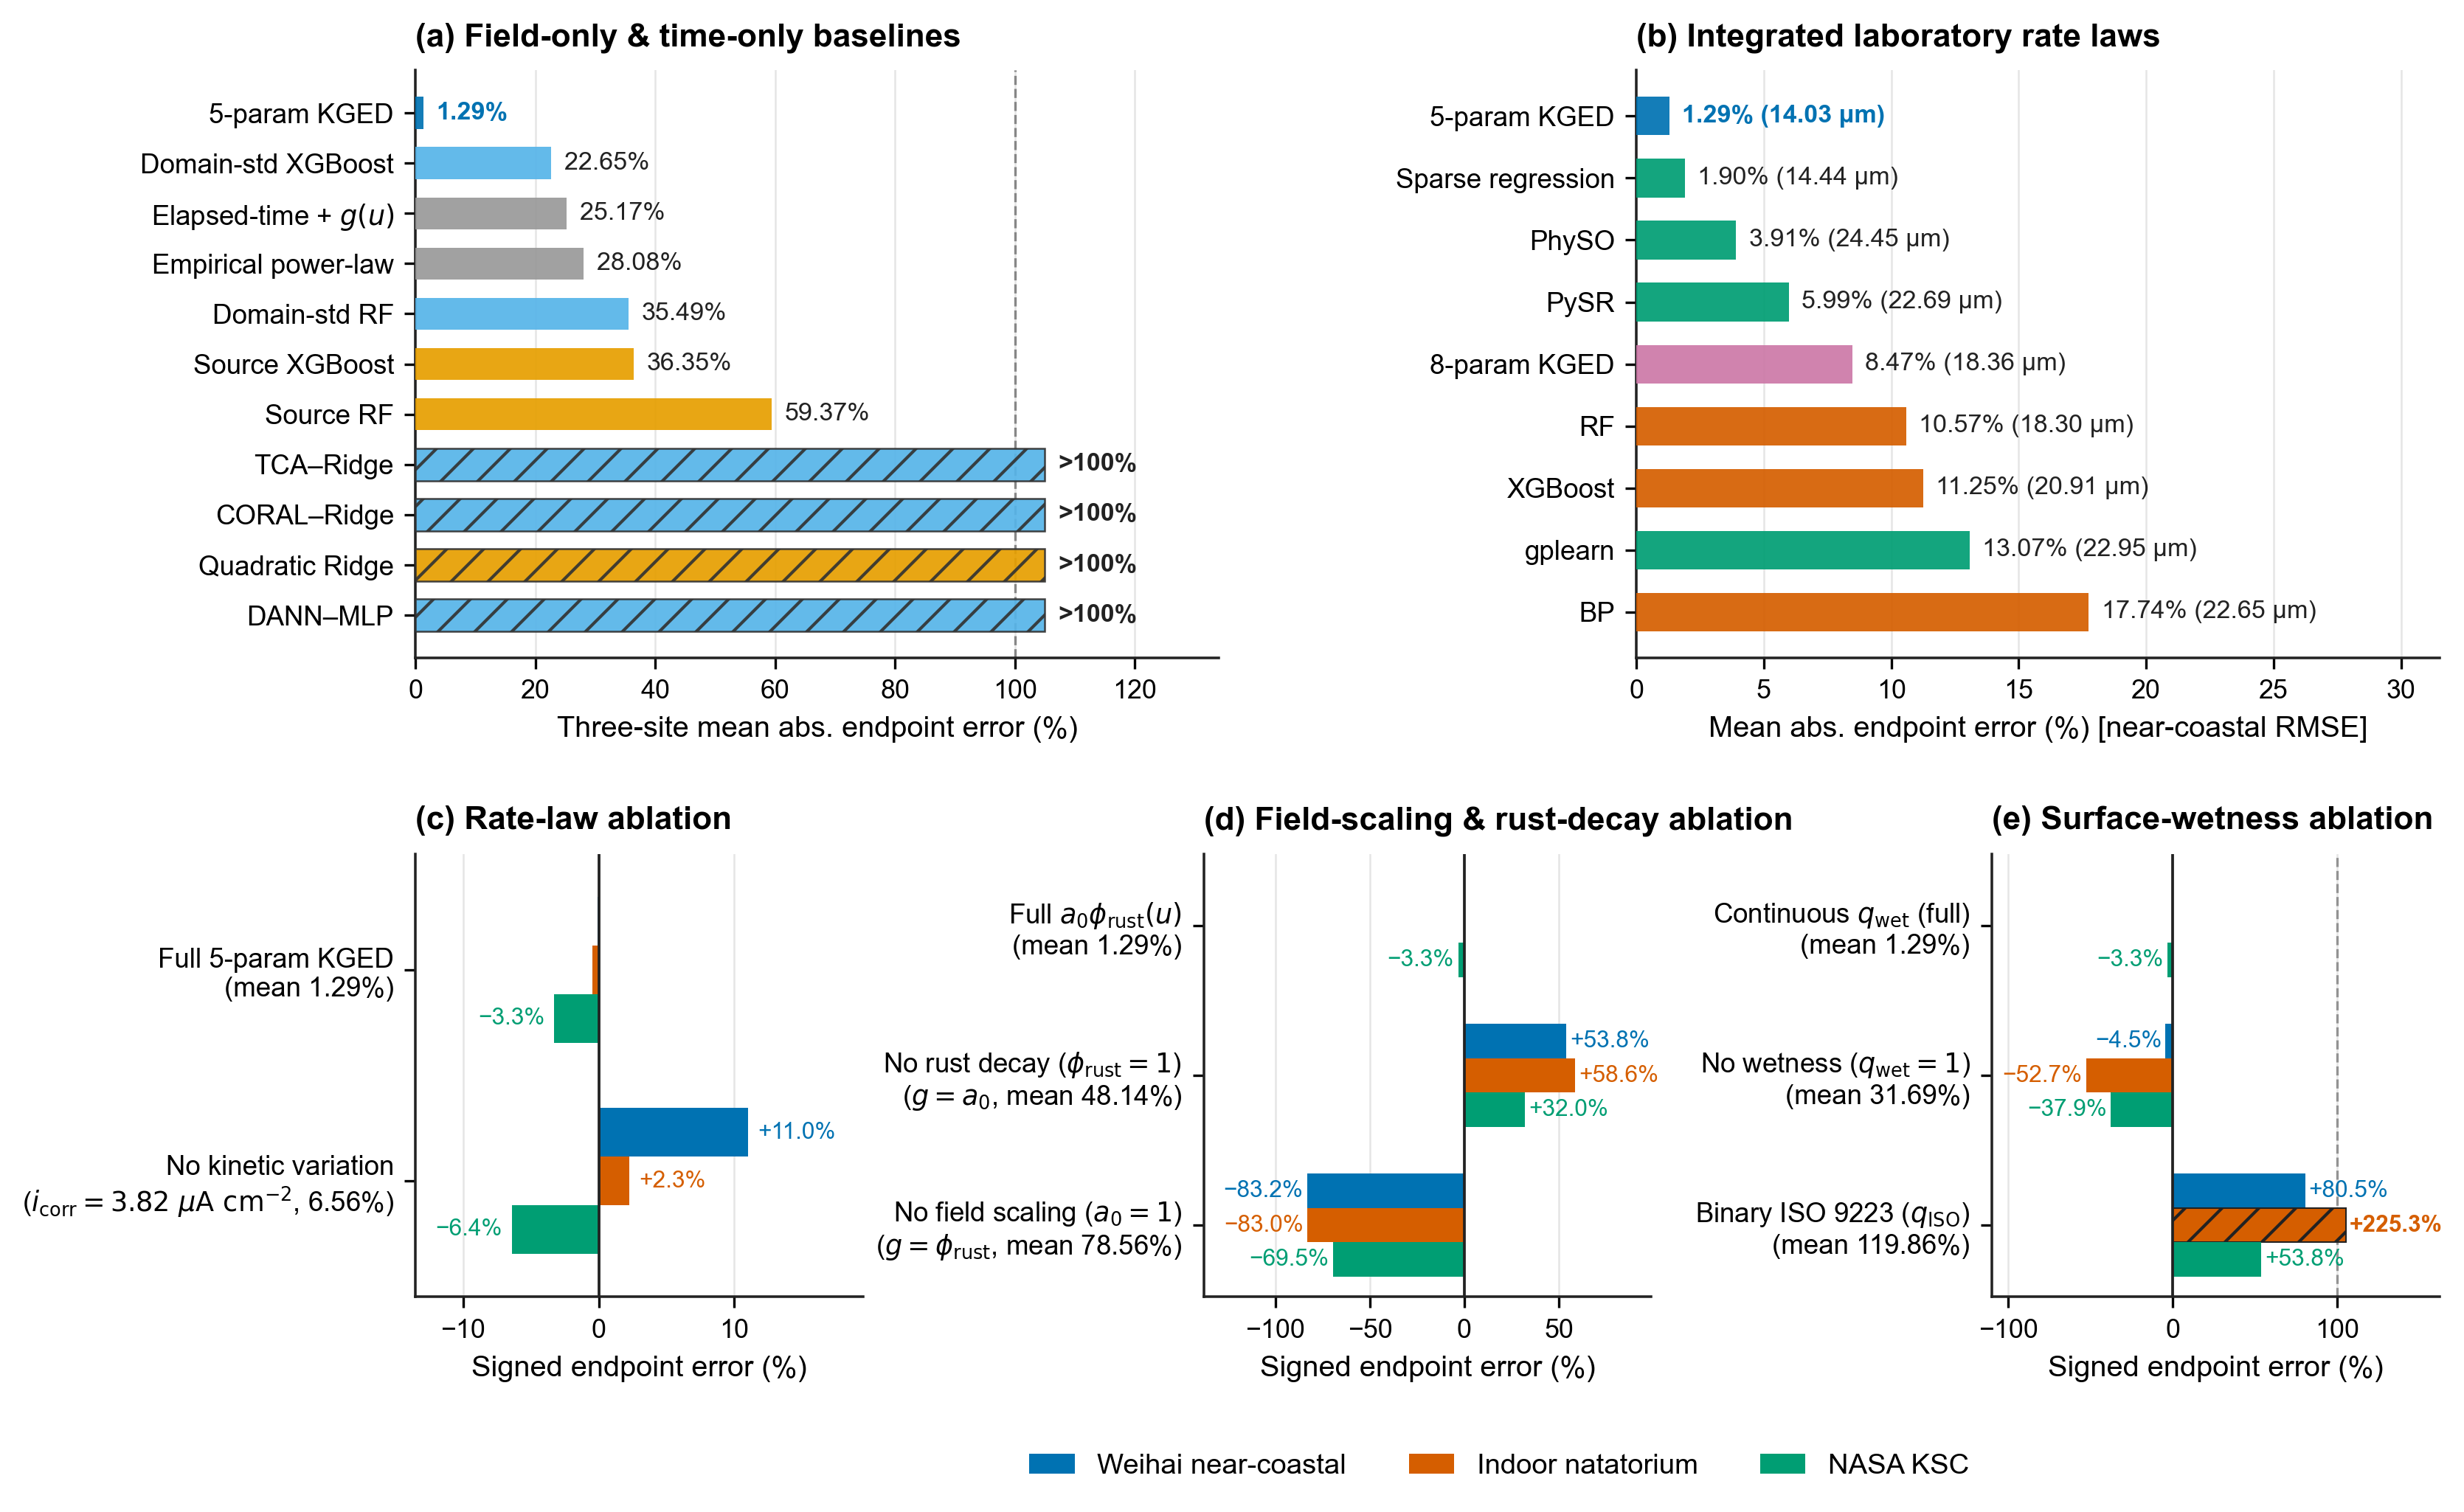 (a) Field-only & time-only baselines
5-param KGED
1.29%
Domain-std XGBoost
22.65%
Elapsed-time + g(u)
25.17%
Empirical power-law
28.08%
Domain-std RF
35.49%
Source XGBoost
36.35%
Source RF
59.37%
TCA–Ridge
>100%
CORAL–Ridge
>100%
Quadratic Ridge
>100%
DANN–MLP
>100%
0 20 40 60 80 100 120
Three-site mean abs. endpoint error (%)
(b) Integrated laboratory rate laws
5-param KGED
1.29% (14.03 µm)
Sparse regression
1.90% (14.44 µm)
PhySO
3.91% (24.45 µm)
PySR
5.99% (22.69 µm)
8-param KGED
8.47% (18.36 µm)
RF
10.57% (18.30 µm)
XGBoost
11.25% (20.91 µm)
gplearn
13.07% (22.95 µm)
BP
17.74% (22.65 µm)
0 5 10 15 20 25 30
Mean abs. endpoint error (%) [near-coastal RMSE]
(c) Rate-law ablation
Full 5-param KGED
(mean 1.29%)
−3.3%
+11.0%
No kinetic variation
(i_corr = 3.82 µA cm⁻², 6.56%)
+2.3%
−6.4%
−10 0 10
Signed endpoint error (%)
(d) Field-scaling & rust-decay ablation
Full a₀ϕ_rust(u)
(mean 1.29%)
−3.3%
+53.8%
No rust decay (ϕ_rust = 1)
(g = a₀, mean 48.14%)
+58.6%
+32.0%
−83.2%
No field scaling (a₀ = 1)
(g = ϕ_rust, mean 78.56%)
−83.0%
−69.5%
−100 −50 0 50
Signed endpoint error (%)
(e) Surface-wetness ablation
Continuous q_wet (full)
(mean 1.29%)
−3.3%
−4.5%
No wetness (q_wet = 1)
(mean 31.69%)
−52.7%
−37.9%
+80.5%
Binary ISO 9223 (q_ISO)
(mean 119.86%)
+225.3%
+53.8%
−100 0 100
Signed endpoint error (%)
Weihai near-coastal
Indoor natatorium
NASA KSC